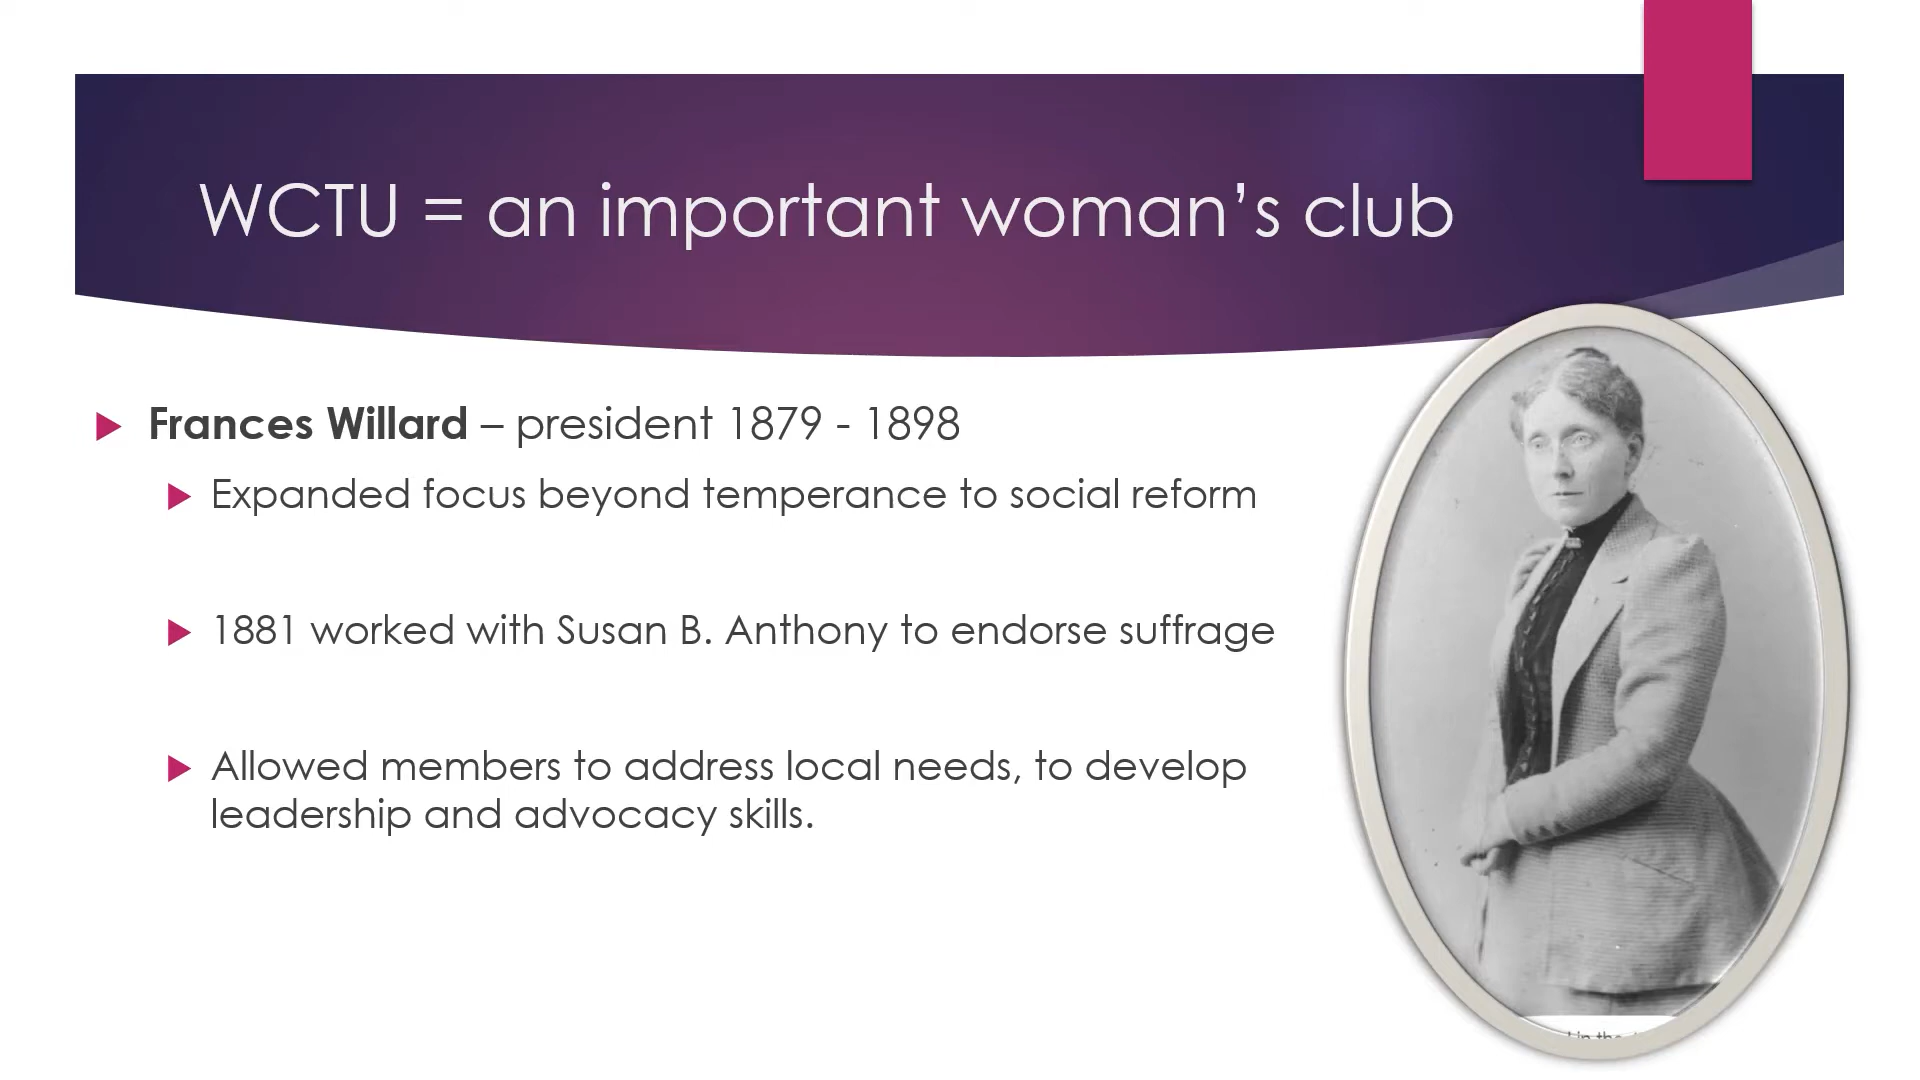 WCTU = an important woman’s club
Frances Willard – president 1879 - 1898
Expanded focus beyond temperance to social reform
1881 worked with Susan B. Anthony to endorse suffrage
Allowed members to address local needs, to develop
leadership and advocacy skills.